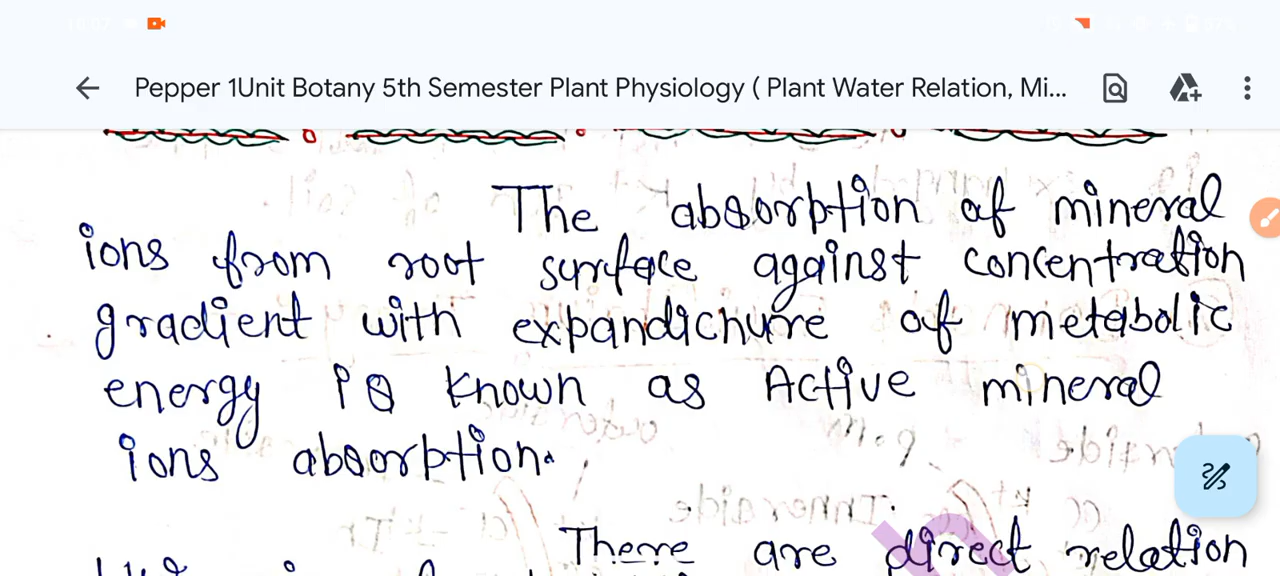 Pepper 1Unit Botany 5th Semester Plant Physiology ( Plant Water Relation, Mi...
The absorption of mineral
ions from root surface against concentration
gradient with expandichure of metabolic
energy is known as Active mineral
ions absorption.
There are direct relation